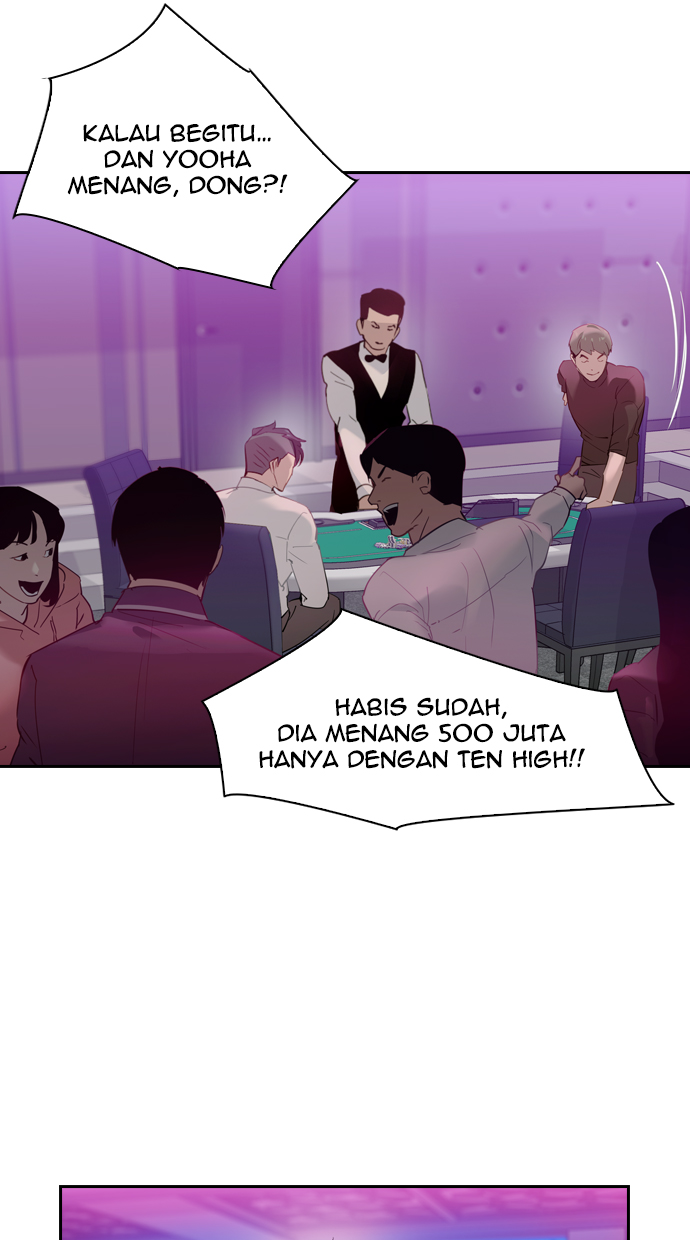 KALAU BEGITU...
DAN YOOHA
MENANG, DONG?!
HABIS SUDAH,
DIA MENANG 500 JUTA
HANYA DENGAN TEN HIGH!!